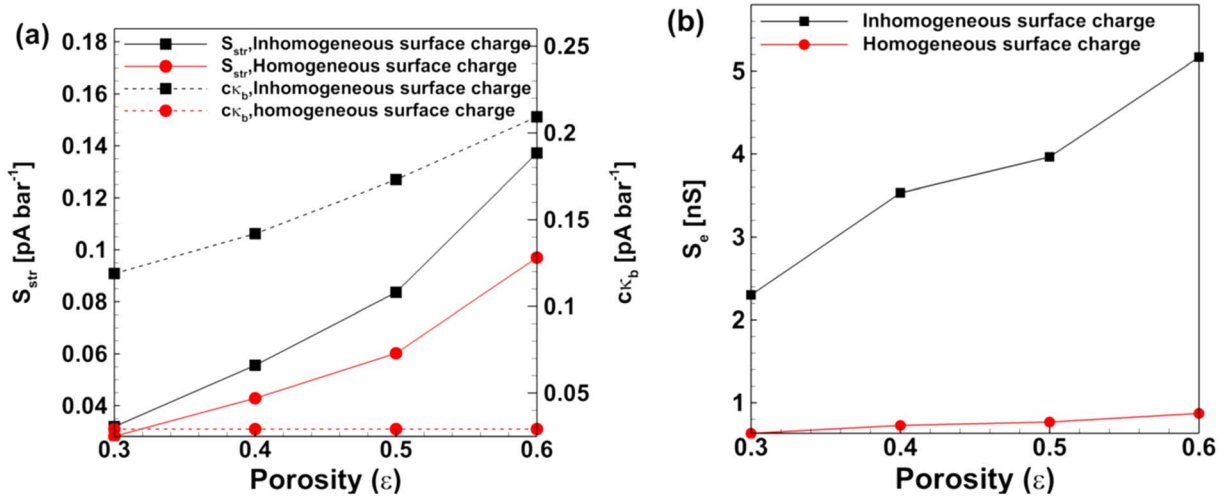 (a)
S_str,Inhomogeneous surface charge
S_str,Homogeneous surface charge
cκ_b,Inhomogeneous surface charge
cκ_b,homogeneous surface charge
0.18
0.16
0.14
0.12
0.1
0.08
0.06
0.04
S_str [pA bar⁻¹]
0.25
0.2
0.15
0.1
0.05
cκ_b [pA bar⁻¹]
0.3 0.4 0.5 0.6
Porosity (ε)
(b)
Inhomogeneous surface charge
Homogeneous surface charge
5
4
3
2
1
S_e [nS]
0.3 0.4 0.5 0.6
Porosity (ε)